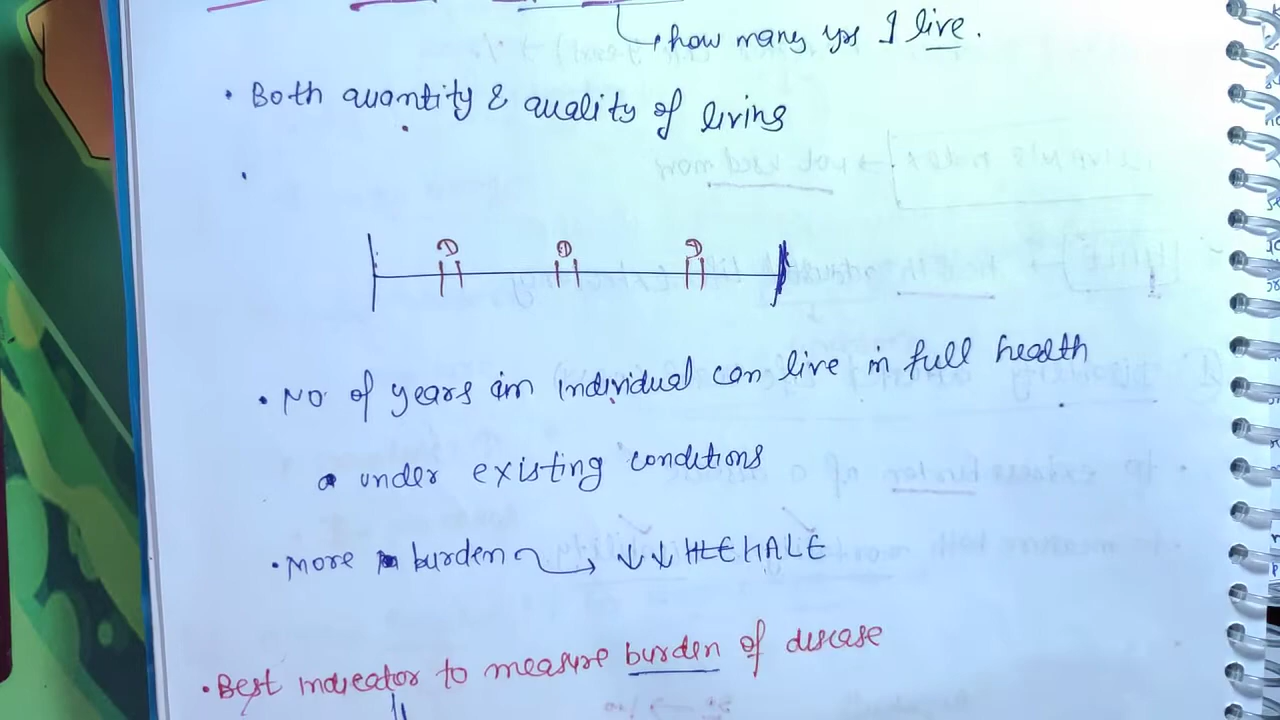 how many yrs I live.
• Both quantity & quality of living
•
D D D
• No of years an individual can live in full health
under existing conditions
• More burden → ↓↓ HLE HALE
• Best indicator to measure burden of disease